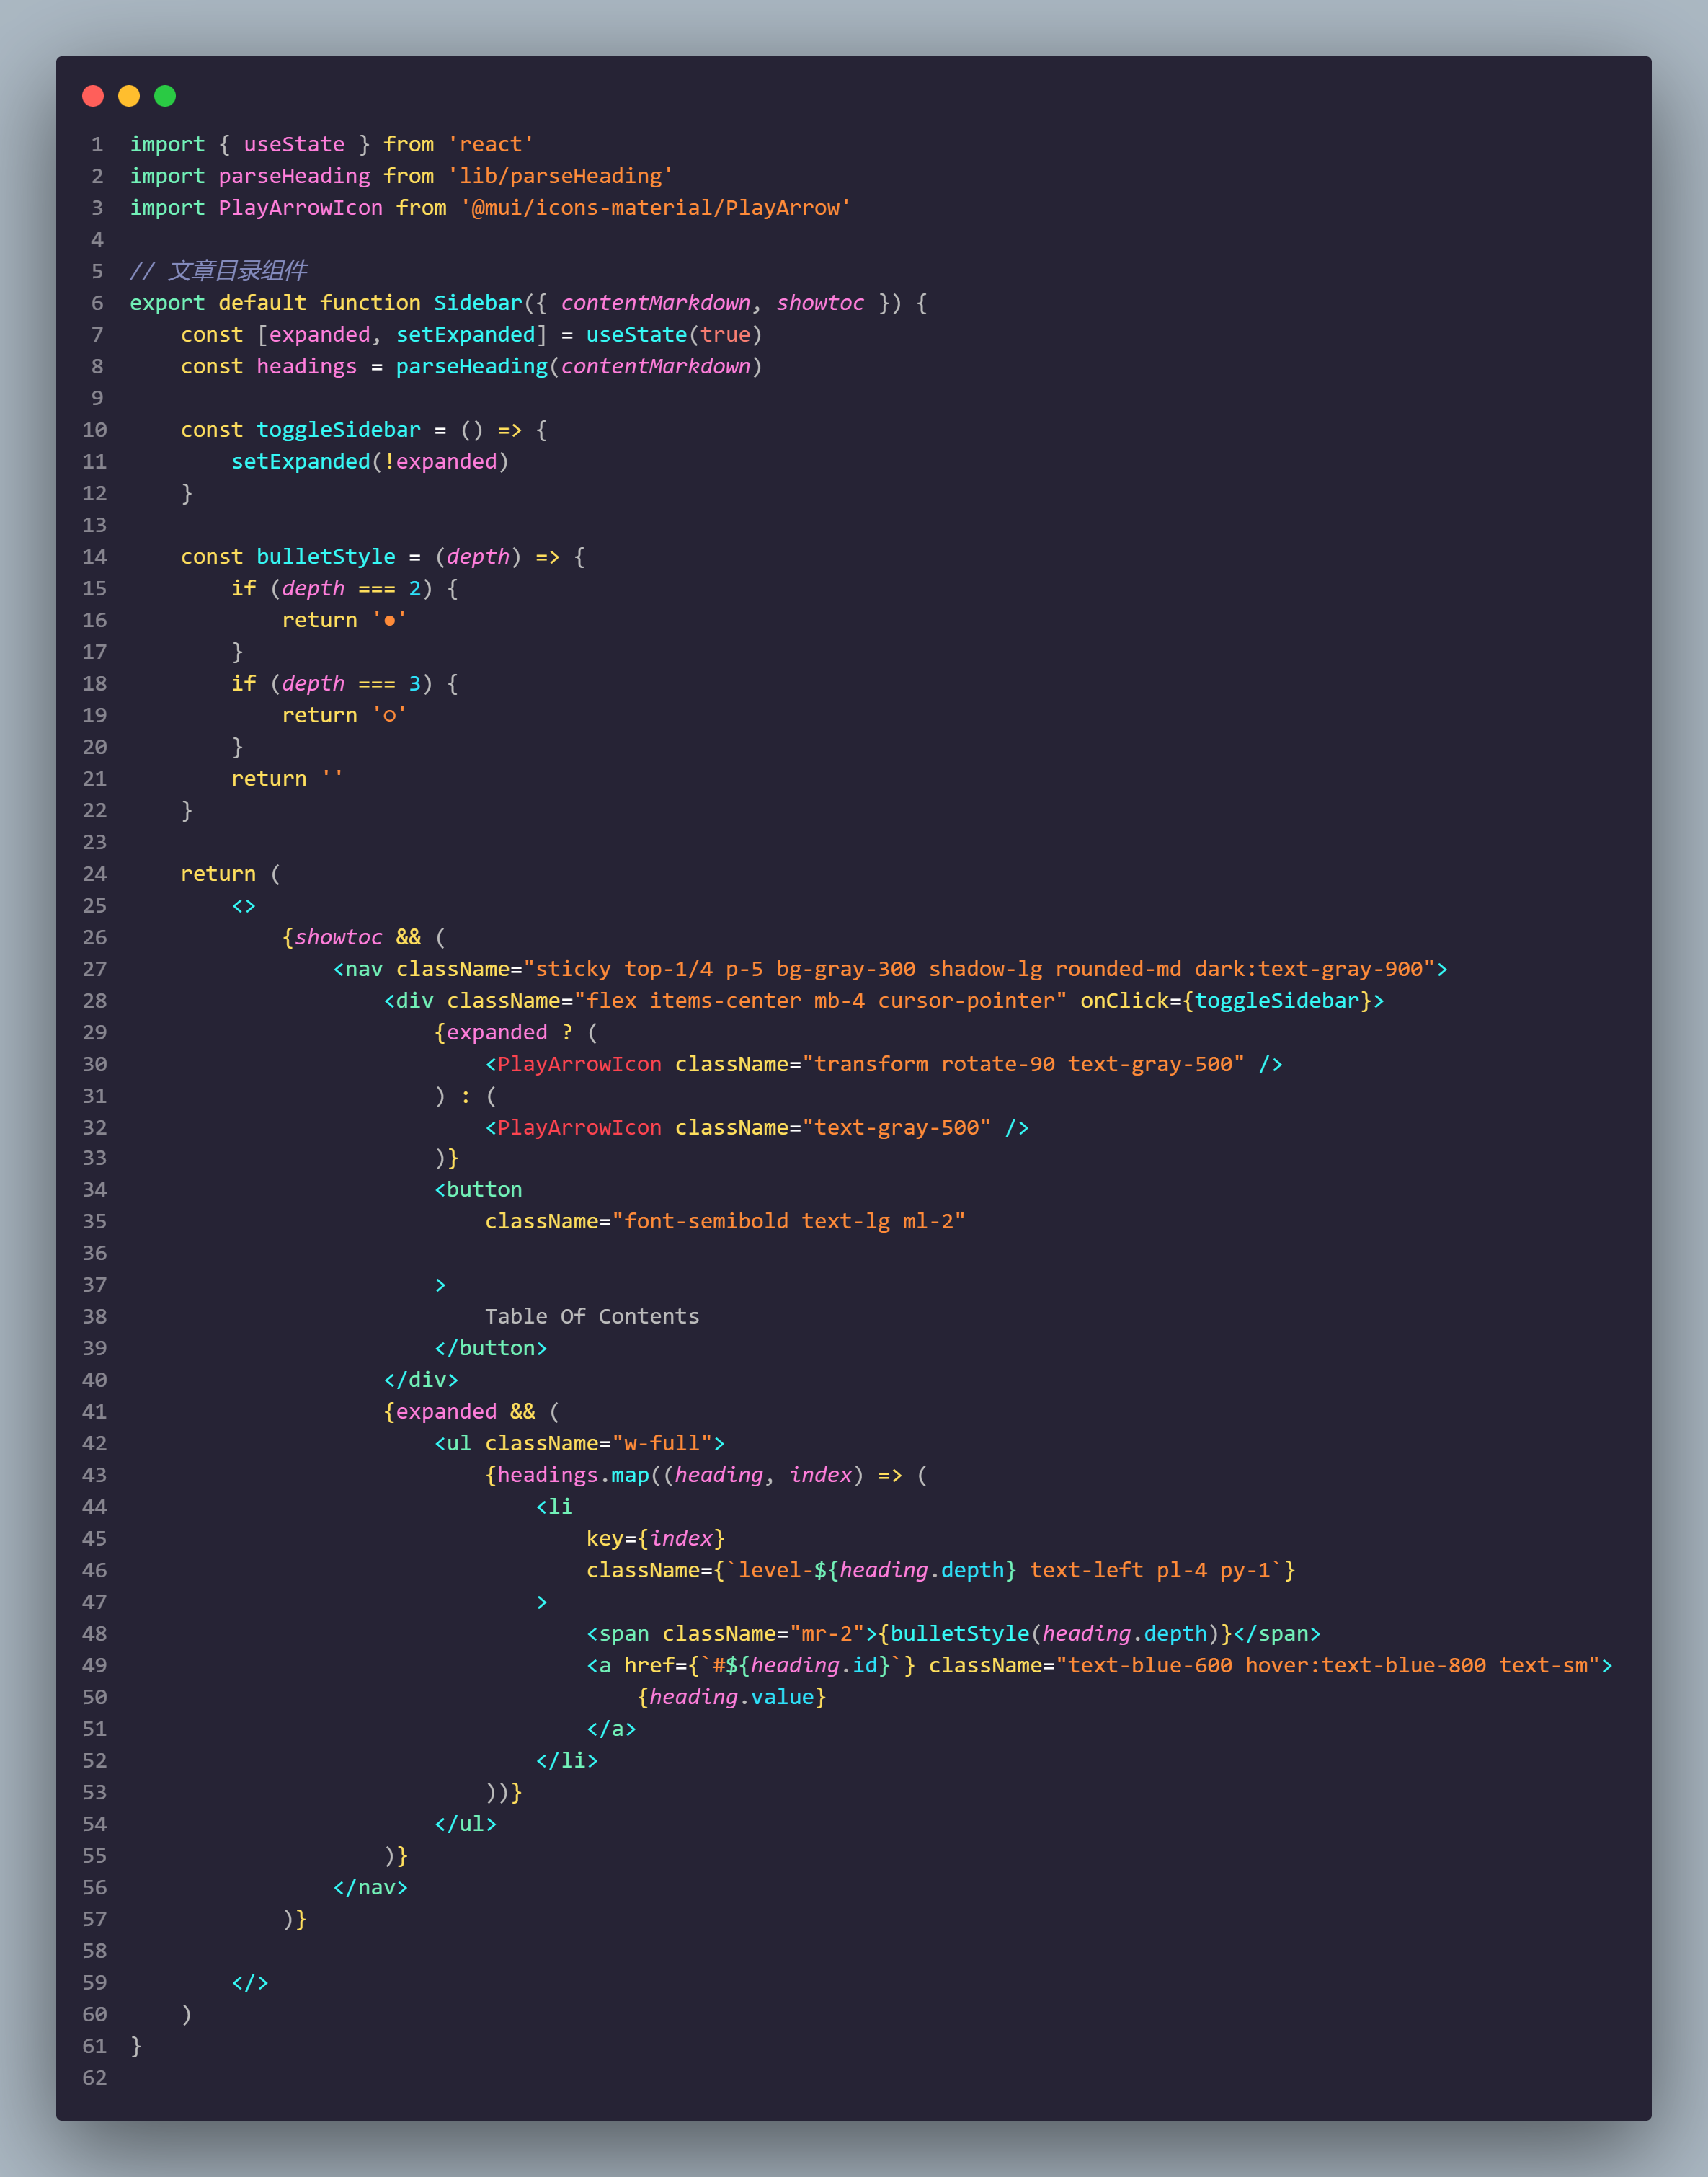 1 import { useState } from 'react'
2 import parseHeading from 'lib/parseHeading'
3 import PlayArrowIcon from '@mui/icons-material/PlayArrow'
4
5 // 文章目录组件
6 export default function Sidebar({ contentMarkdown, showtoc }) {
7     const [expanded, setExpanded] = useState(true)
8     const headings = parseHeading(contentMarkdown)
9
10     const toggleSidebar = () => {
11         setExpanded(!expanded)
12     }
13
14     const bulletStyle = (depth) => {
15         if (depth === 2) {
16             return '●'
17         }
18         if (depth === 3) {
19             return '○'
20         }
21         return ''
22     }
23
24     return (
25         <>
26             {showtoc && (
27                 <nav className="sticky top-1/4 p-5 bg-gray-300 shadow-lg rounded-md dark:text-gray-900">
28                     <div className="flex items-center mb-4 cursor-pointer" onClick={toggleSidebar}>
29                         {expanded ? (
30                             <PlayArrowIcon className="transform rotate-90 text-gray-500" />
31                         ) : (
32                             <PlayArrowIcon className="text-gray-500" />
33                         )}
34                         <button
35                             className="font-semibold text-lg ml-2"
36
37                         >
38                             Table Of Contents
39                         </button>
40                     </div>
41                     {expanded && (
42                         <ul className="w-full">
43                             {headings.map((heading, index) => (
44                                 <li
45                                     key={index}
46                                     className={`level-${heading.depth} text-left pl-4 py-1`}
47                                 >
48                                     <span className="mr-2">{bulletStyle(heading.depth)}</span>
49                                     <a href={`#${heading.id}`} className="text-blue-600 hover:text-blue-800 text-sm">
50                                         {heading.value}
51                                     </a>
52                                 </li>
53                             ))}
54                         </ul>
55                     )}
56                 </nav>
57             )}
58
59         </>
60     )
61 }
62